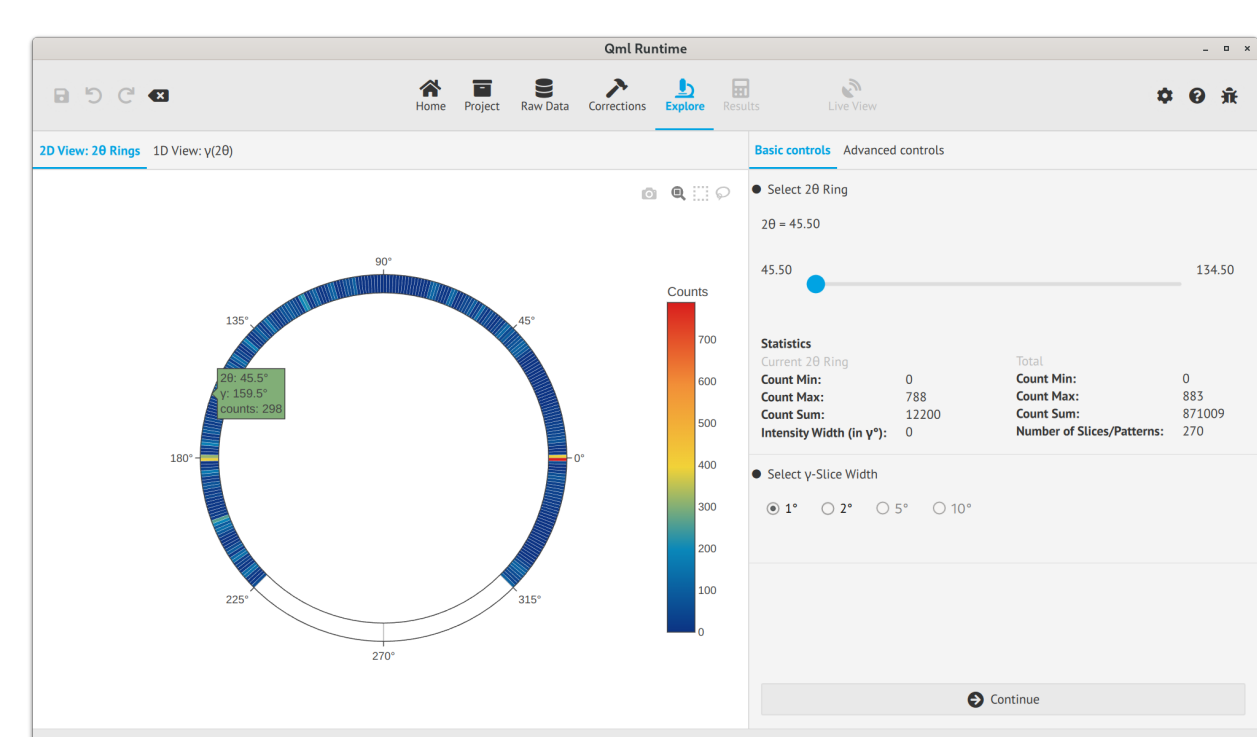 Qml Runtime
Home Project Raw Data Corrections Explore Results Live View
2D View: 2θ Rings 1D View: γ(2θ)
90°
135° 45°
2θ: 45.5°
γ: 159.5°
counts: 298
180° 0°
225° 315°
270°
Counts
700
600
500
400
300
200
100
0
Basic controls Advanced controls
Select 2θ Ring
2θ = 45.50
45.50 134.50
Statistics
Current 2θ Ring Total
Count Min: 0 Count Min: 0
Count Max: 788 Count Max: 883
Count Sum: 12200 Count Sum: 871009
Intensity Width (in γ°): 0 Number of Slices/Patterns: 270
Select γ-Slice Width
1° 2° 5° 10°
Continue